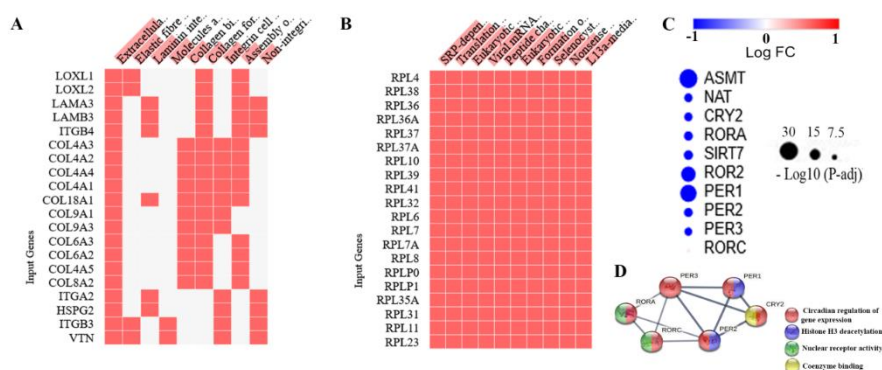 A
Extracellula..
Elastic fibre ..
Laminin inte..
Molecules a..
Collagen bi..
Collagen for..
Integrin cell ..
Assembly o..
Non-integri..
LOXL1
LOXL2
LAMA3
LAMB3
ITGB4
COL4A3
COL4A2
COL4A4
COL4A1
COL18A1
COL9A1
COL9A3
COL6A3
COL6A2
COL4A5
COL8A2
ITGA2
HSPG2
ITGB3
VTN
Input Genes
B
SRP-depen..
Translation ..
Eukaryotic ..
Viral mRNA..
Peptide cha..
Eukaryotic ..
Formation o..
Selenocyst..
Nonsense ..
L13a-media..
RPL4
RPL38
RPL36
RPL36A
RPL37
RPL37A
RPL10
RPL39
RPL41
RPL32
RPL6
RPL7
RPL7A
RPL8
RPLP0
RPLP1
RPL35A
RPL31
RPL11
RPL23
Input Genes
C
-1 0 1
Log FC
ASMT
NAT
CRY2
RORA
SIRT7
ROR2
PER1
PER2
PER3
RORC
30 15 7.5
- Log10 (P-adj)
D
PER3
PER1
RORA
CRY2
RORC
PER2
Circadian regulation of
gene expression
Histone H3 deacetylation
Nuclear receptor activity
Coenzyme binding